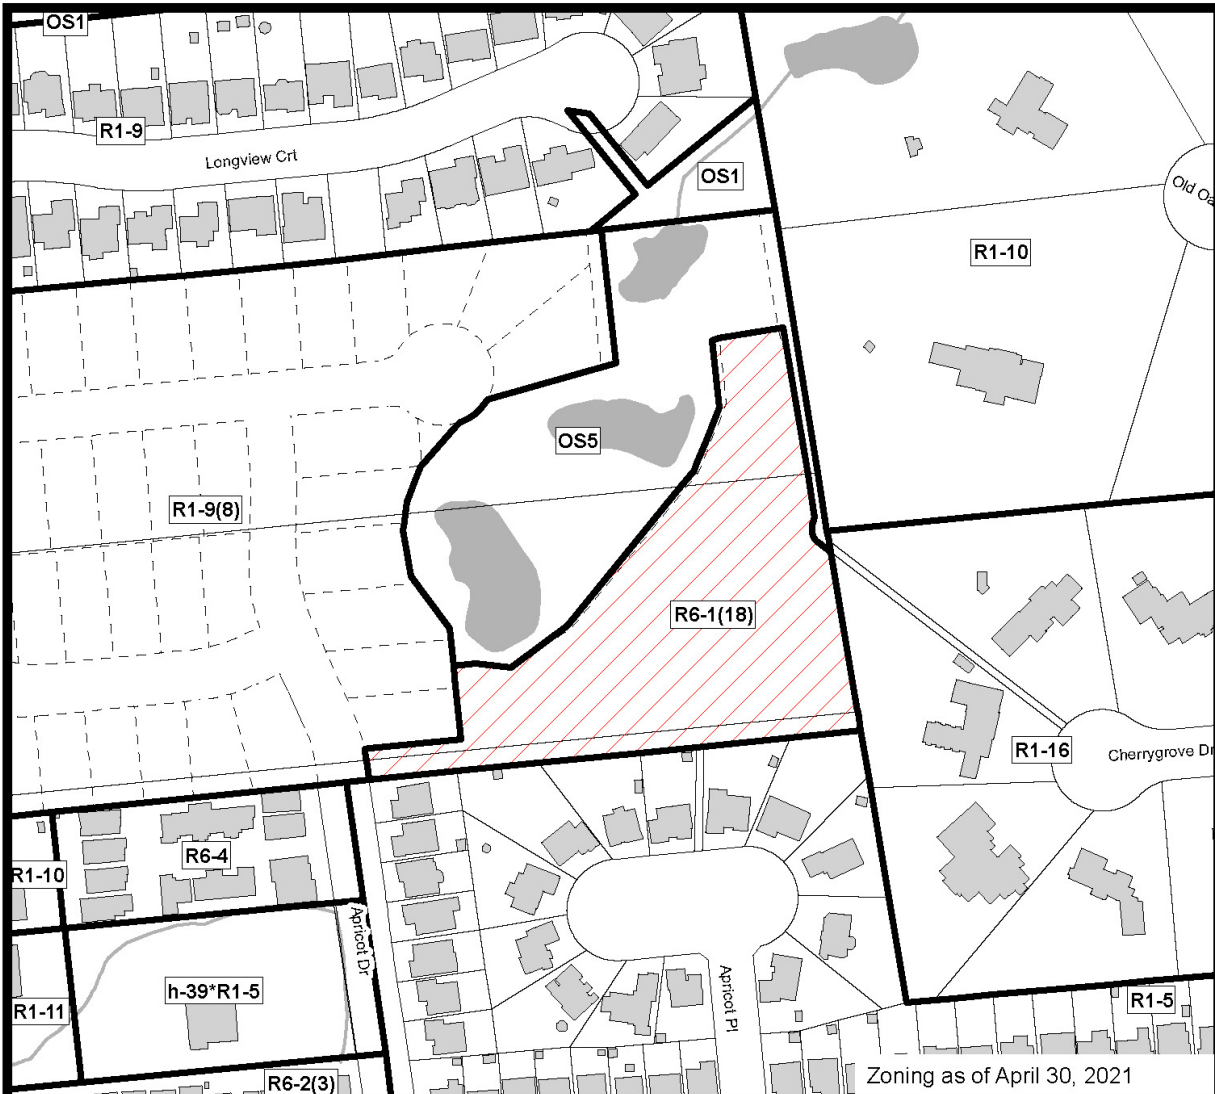 OS1
R1-9
Longview Crt
OS1
Old Oa
R1-10
OS5
R1-9(8)
R6-1(18)
R1-16
Cherrygrove Dr
R6-4
R1-10
Apricot Dr
h-39*R1-5
R1-11
Apricot Pl
R1-5
R6-2(3)
Zoning as of April 30, 2021